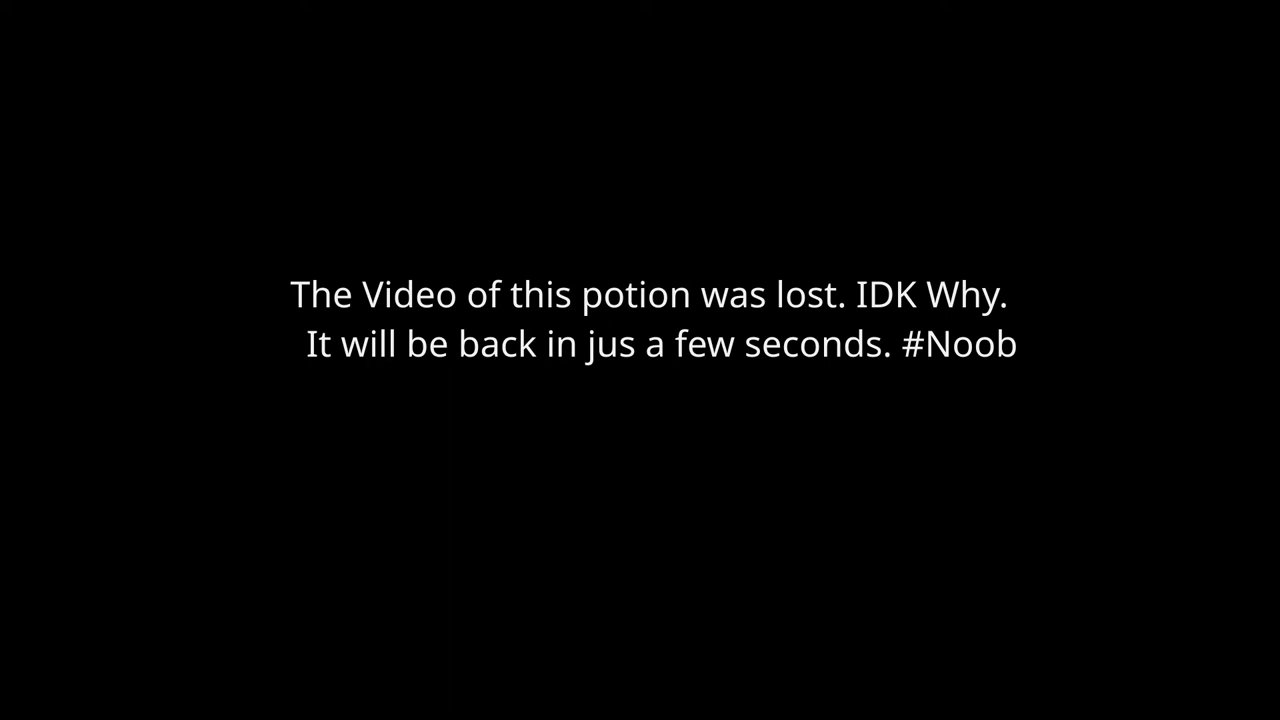 The Video of this potion was lost. IDK Why.
It will be back in jus a few seconds. #Noob